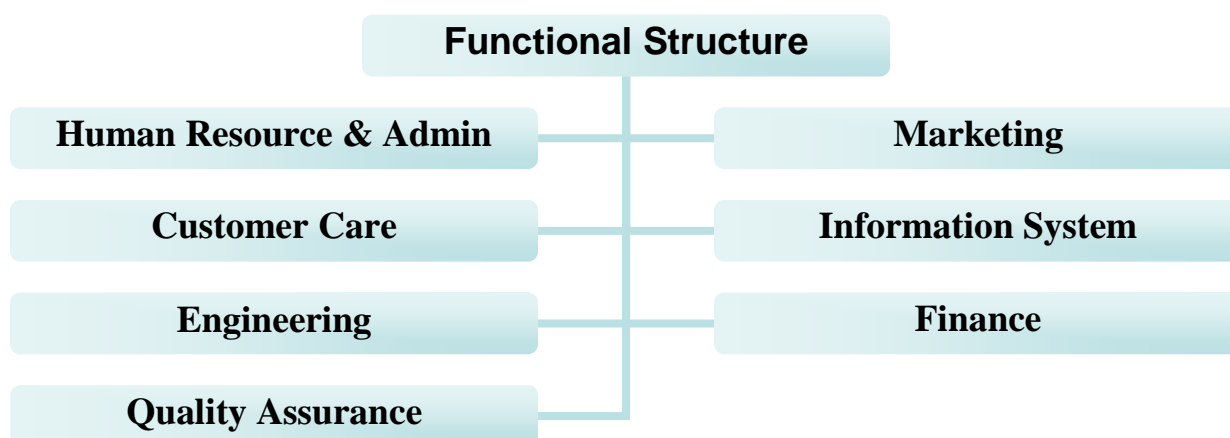 Functional Structure
Human Resource & Admin
Marketing
Customer Care
Information System
Engineering
Finance
Quality Assurance